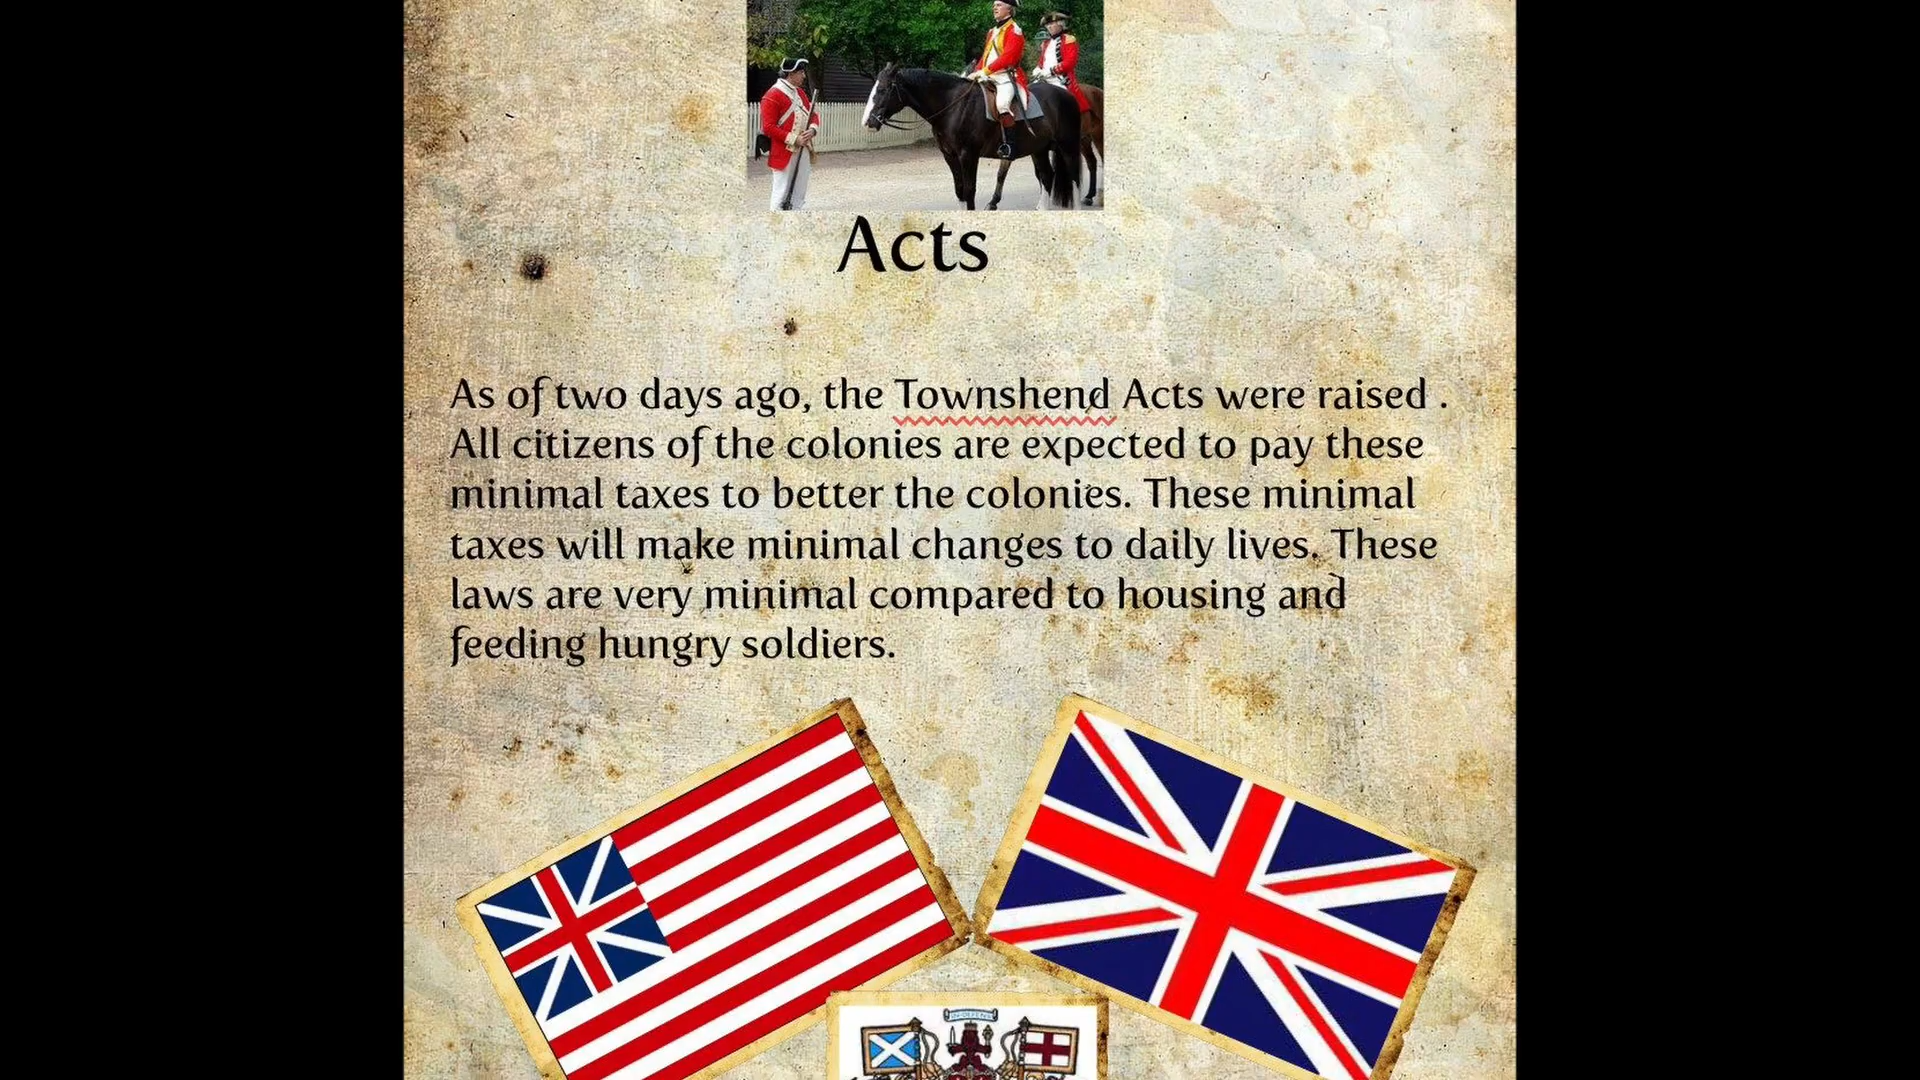 Acts
As of two days ago, the Townshend Acts were raised .
All citizens of the colonies are expected to pay these
minimal taxes to better the colonies. These minimal
taxes will make minimal changes to daily lives. These
laws are very minimal compared to housing and
feeding hungry soldiers.
IN DEFENS